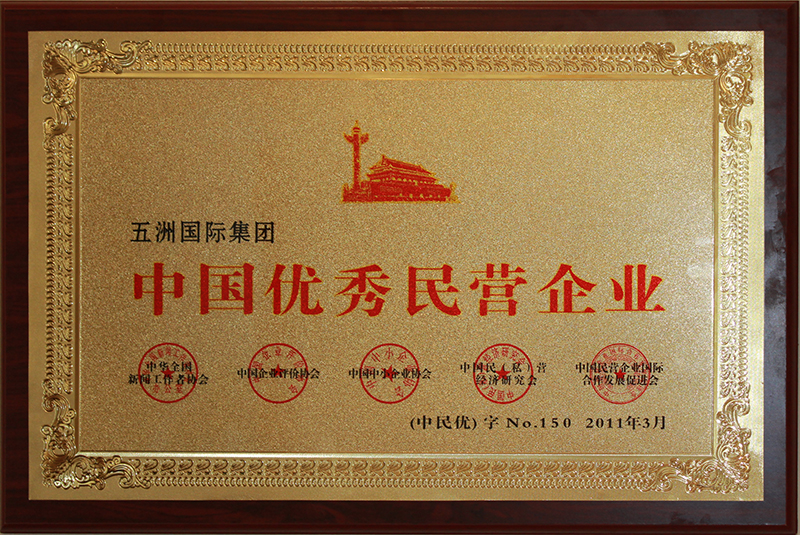 五洲国际集团
中国优秀民营企业
中华全国
新闻工作者协会
中国企业评价协会
中国中小企业协会
中国民（私）营
经济研究会
中国民营企业国际
合作发展促进会
(中民优) 字 No.150 2011年3月